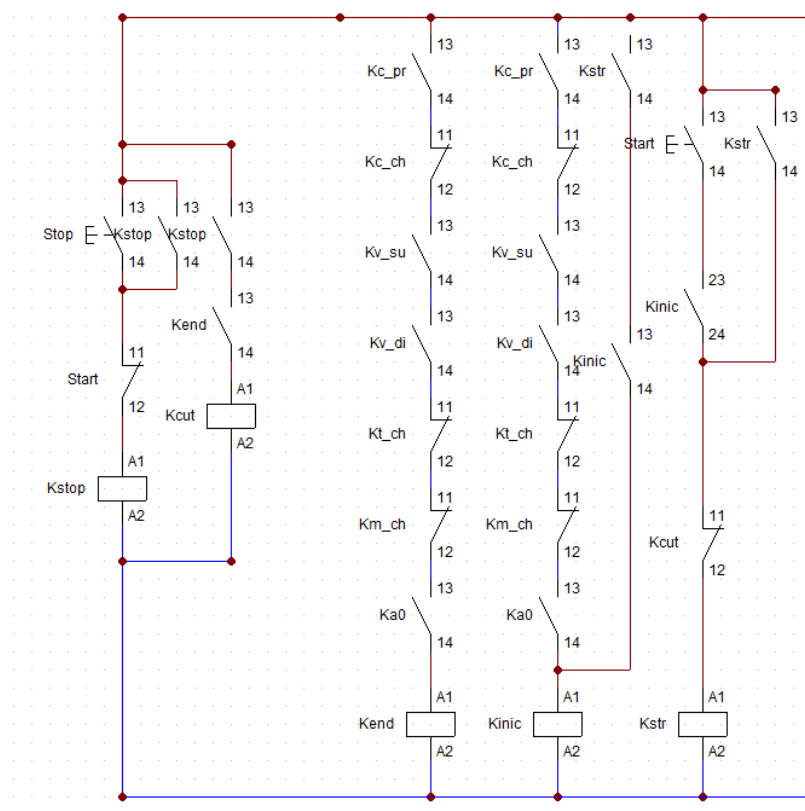 13 13 13
Kc_pr Kc_pr Kstr
14 14 14
13 13
Start Kstr
14 14
11 11
Kc_ch Kc_ch
12 12
13 13 13
Stop Kstop Kstop
14 14 14
13 13
Kv_su Kv_su
14 14
23
Kinic
24
13
Kend
14
13 13 13
Kv_di Kv_di Kinic
14 14 14
11
Start
12
A1
Kcut
A2
11 11
Kt_ch Kt_ch
12 12
A1
Kstop
A2
11 11 11
Km_ch Km_ch Kcut
12 12 12
13 13
Ka0 Ka0
14 14
A1 A1 A1
Kend Kinic Kstr
A2 A2 A2